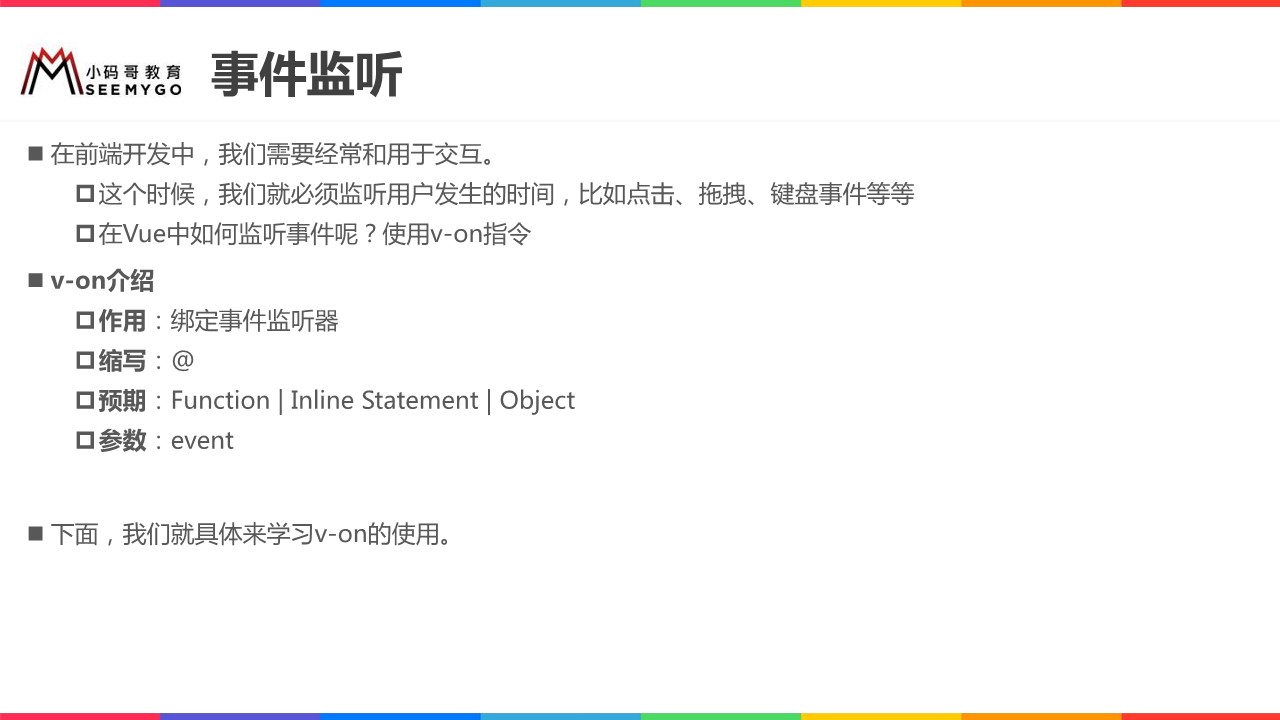 小码哥教育
SEEMYGO
事件监听
在前端开发中，我们需要经常和用于交互。
这个时候，我们就必须监听用户发生的时间，比如点击、拖拽、键盘事件等等
在Vue中如何监听事件呢？使用v-on指令
v-on介绍
作用：绑定事件监听器
缩写：@
预期：Function | Inline Statement | Object
参数：event
下面，我们就具体来学习v-on的使用。